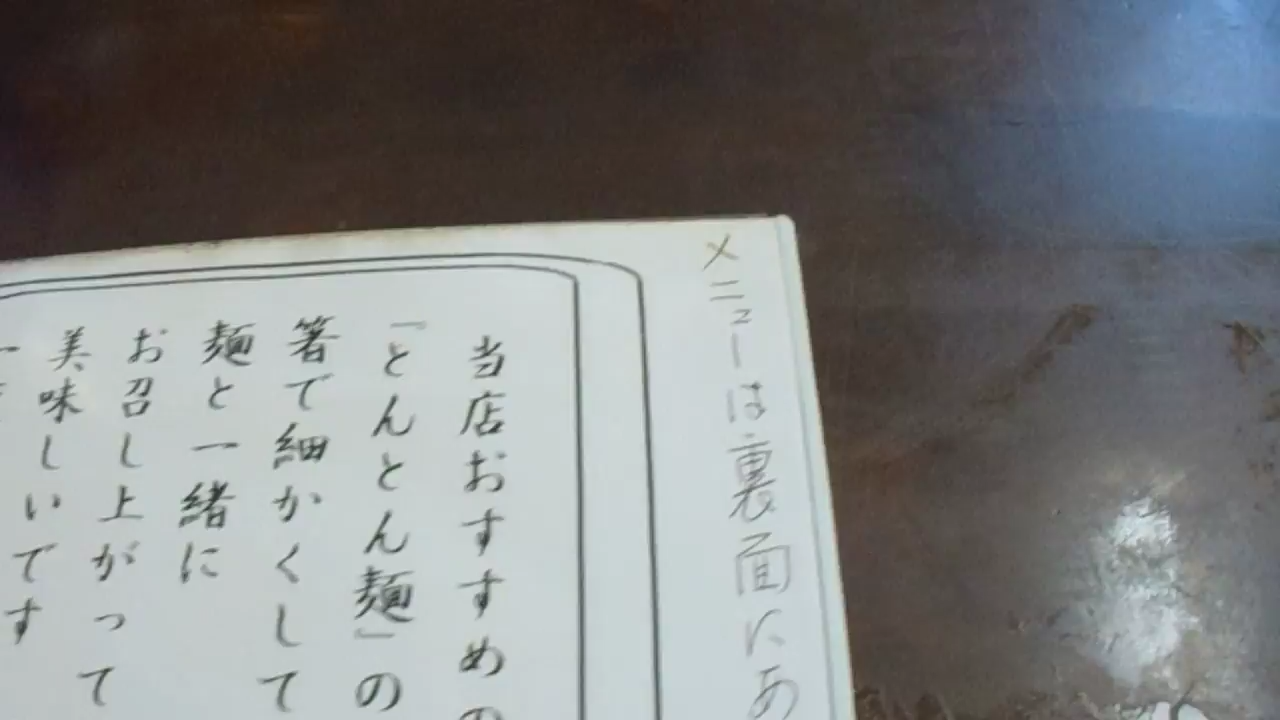 メニューは裏面にあ
当店おすすめの
『とんとん麺』の
箸で細かくして
麺と一緒に
お召し上がって
美味しいです